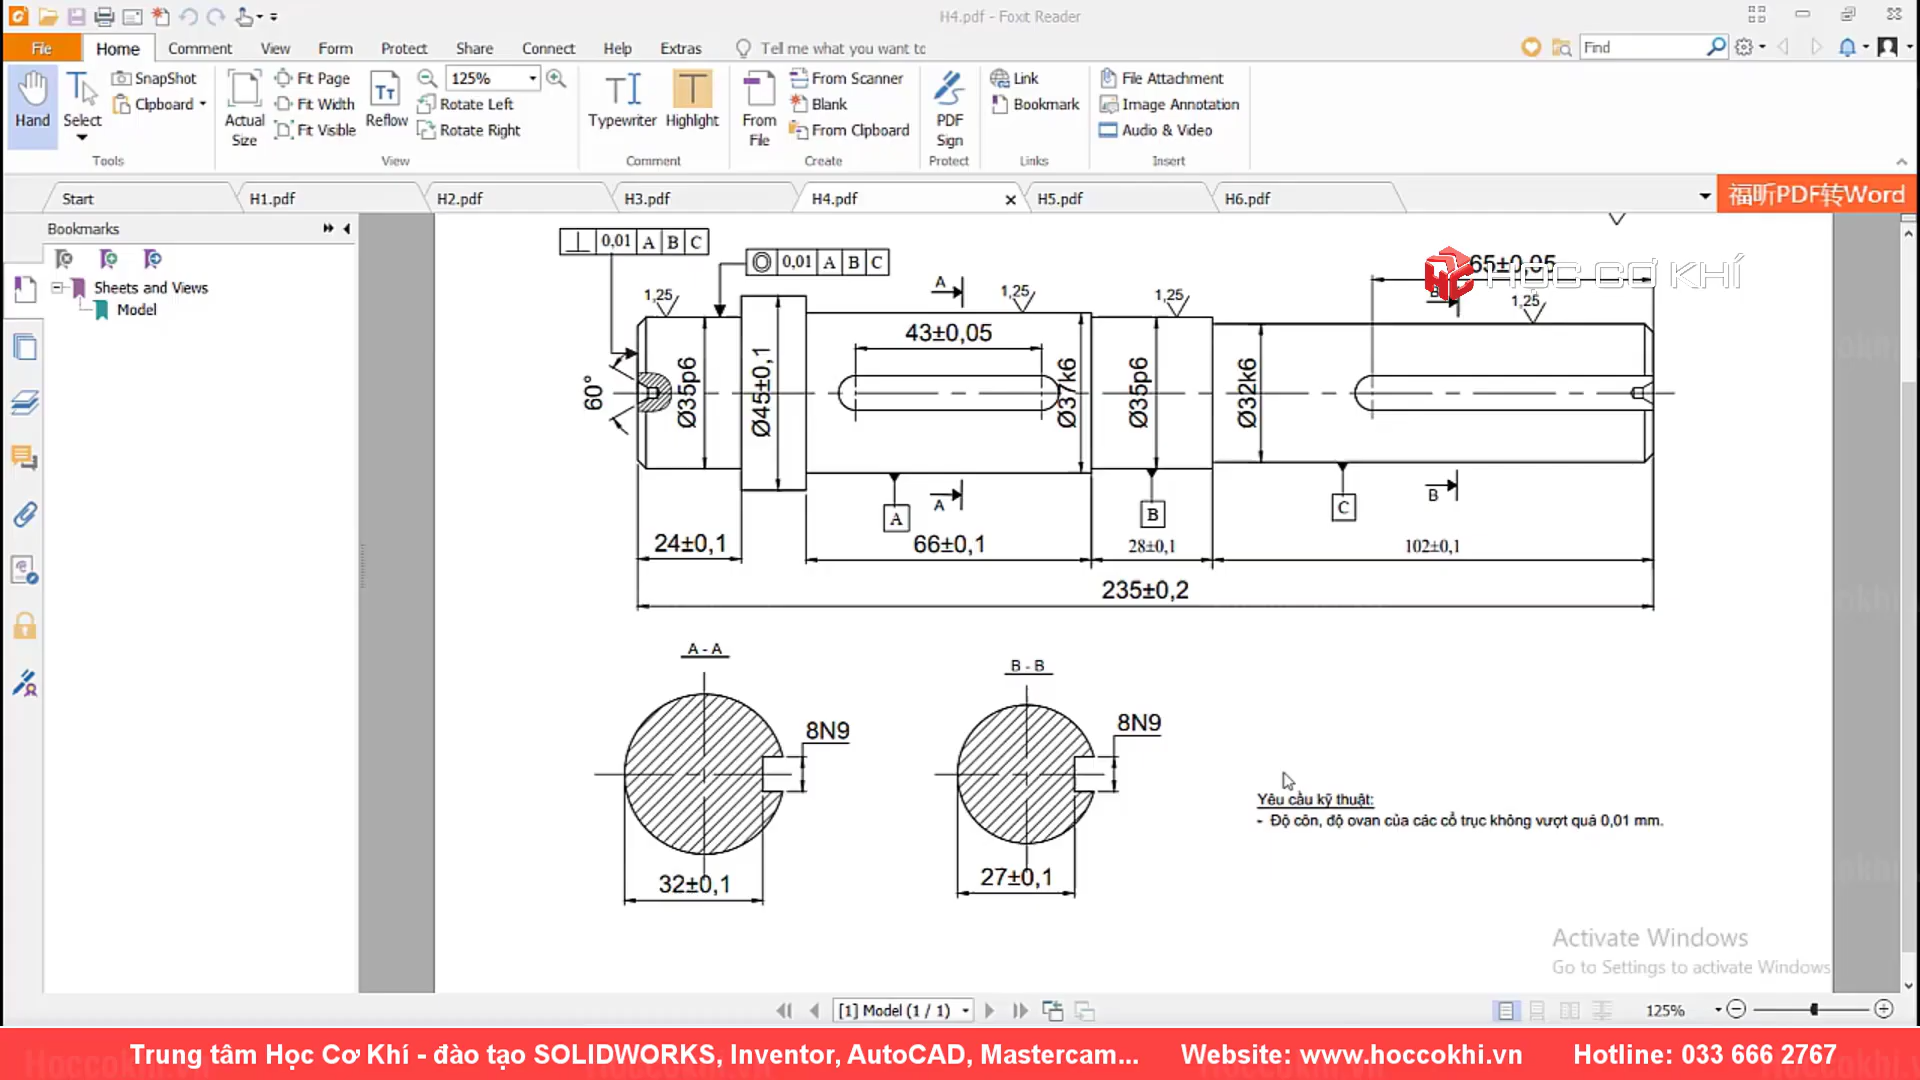 H4.pdf - Foxit Reader
File Home Comment View Form Protect Share Connect Help Extras Tell me what you want to Find
Hand Select SnapShot Clipboard
Tools
Actual Size Fit Page Fit Width Fit Visible Reflow 125% Rotate Left Rotate Right
View
Typewriter Highlight
Comment
From File From Scanner Blank From Clipboard
Create
PDF Sign
Protect
Link Bookmark
Links
File Attachment Image Annotation Audio & Video
Insert
Start H1.pdf H2.pdf H3.pdf H4.pdf H5.pdf H6.pdf 福昕PDF转Word
Bookmarks
Sheets and Views
Model
0,01 A B C
0,01 A B C
65±0,05
HỌC CƠ KHÍ
A B
1,25 1,25 1,25 1,25
43±0,05
60° Ø35p6 Ø45±0,1 Ø37k6 Ø35p6 Ø32k6
A A B C B
24±0,1 66±0,1 28±0,1 102±0,1
235±0,2
A - A B - B
8N9 8N9
32±0,1 27±0,1
Yêu cầu kỹ thuật:
- Độ côn, độ ovan của các cổ trục không vượt quá 0,01 mm.
Activate Windows
Go to Settings to activate Windows
[1] Model (1 / 1) 125%
Trung tâm Học Cơ Khí - đào tạo SOLIDWORKS, Inventor, AutoCAD, Mastercam... Website: www.hoccokhi.vn Hotline: 033 666 2767